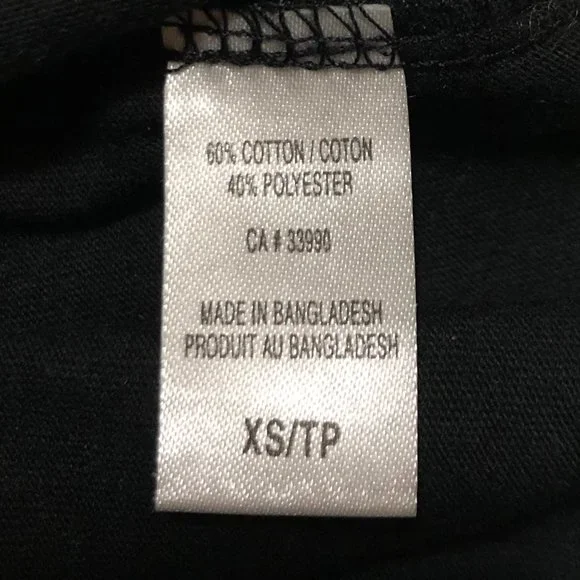 60% COTTON / COTON
40% POLYESTER
CA # 33990
MADE IN BANGLADESH
PRODUIT AU BANGLADESH
XS/TP